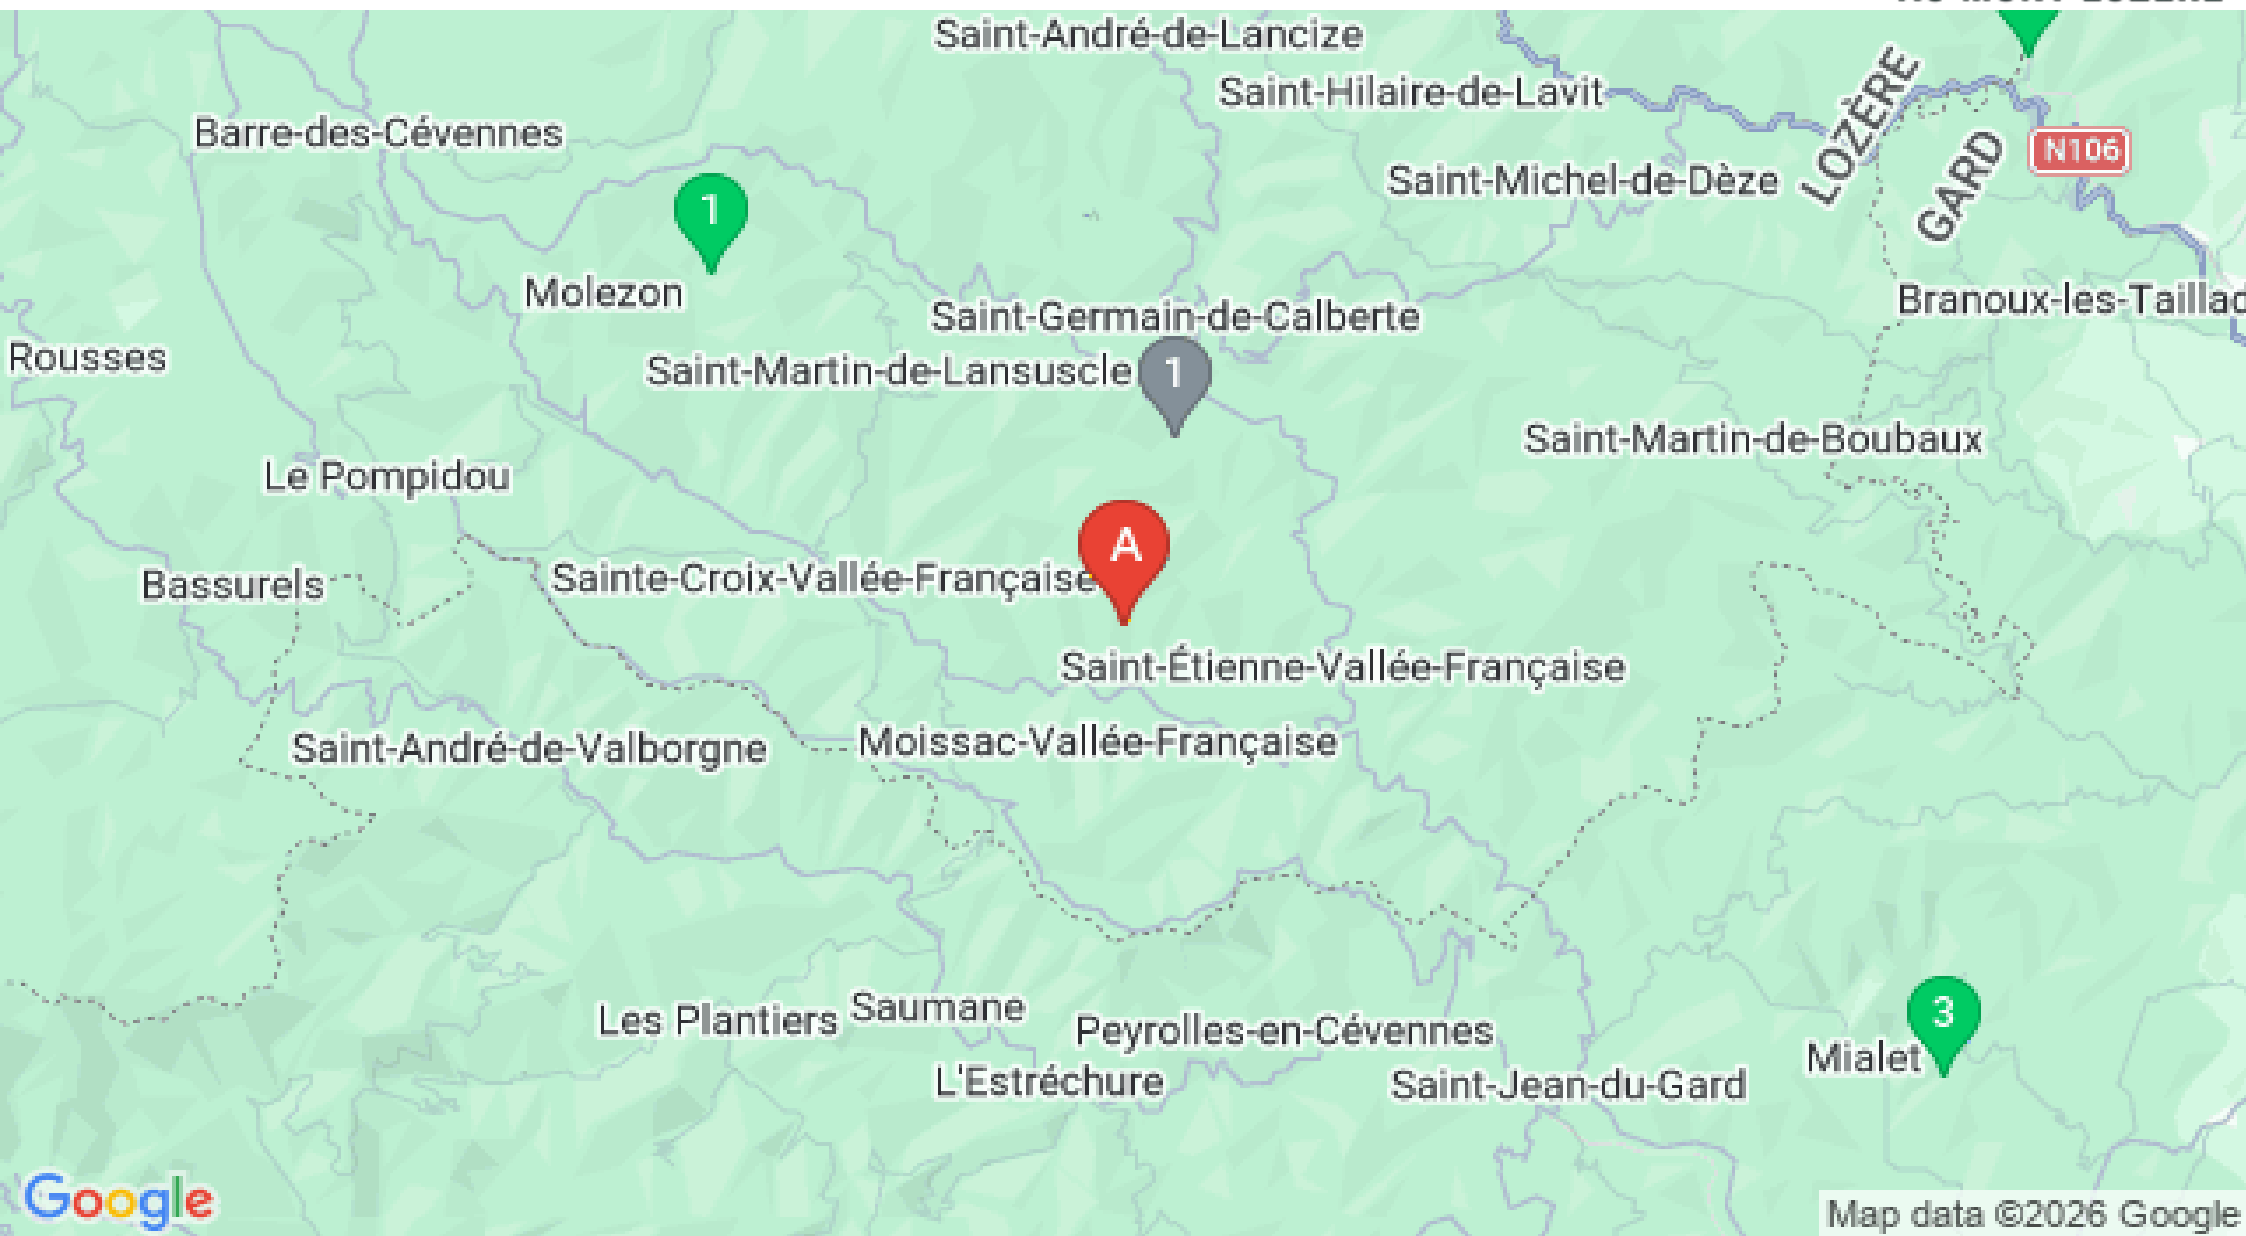 Saint-André-de-Lancize
Saint-Hilaire-de-Lavit
LOZÈRE
Barre-des-Cévennes
GARD
N106
Saint-Michel-de-Dèze
1
Molezon
Branoux-les-Taillad
Saint-Germain-de-Calberte
Rousses
Saint-Martin-de-Lansuscle
1
Saint-Martin-de-Boubaux
Le Pompidou
A
Bassurels
Sainte-Croix-Vallée-Française
Saint-Étienne-Vallée-Française
Saint-André-de-Valborgne
Moissac-Vallée-Française
Les Plantiers
Saumane
Peyrolles-en-Cévennes
3
Mialet
L'Estréchure
Saint-Jean-du-Gard
Google
Map data ©2026 Google